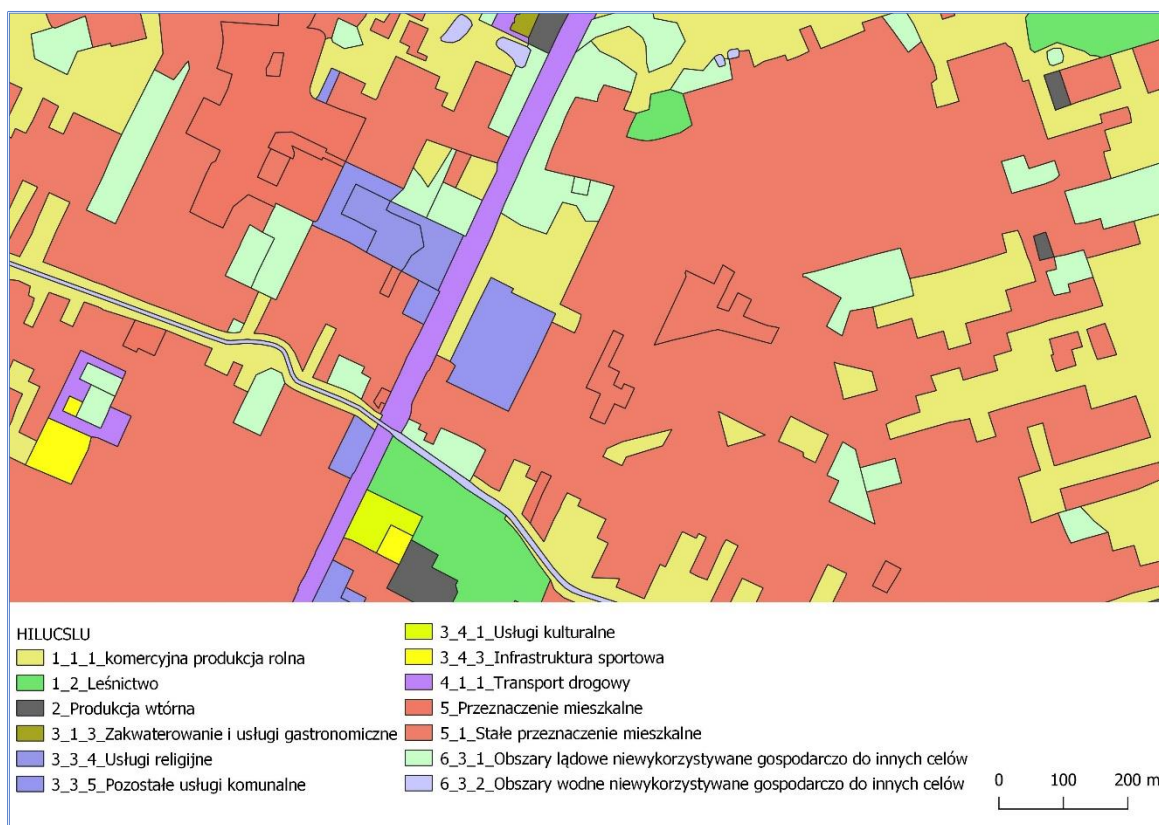 HILUCSLU
1_1_1_komercyjna produkcja rolna
1_2_Leśnictwo
2_Produkcja wtórna
3_1_3_Zakwaterowanie i usługi gastronomiczne
3_3_4_Usługi religijne
3_3_5_Pozostałe usługi komunalne
3_4_1_Usługi kulturalne
3_4_3_Infrastruktura sportowa
4_1_1_Transport drogowy
5_Przeznaczenie mieszkalne
5_1_Stałe przeznaczenie mieszkalne
6_3_1_Obszary lądowe niewykorzystywane gospodarczo do innych celów
6_3_2_Obszary wodne niewykorzystywane gospodarczo do innych celów
0 100 200 m